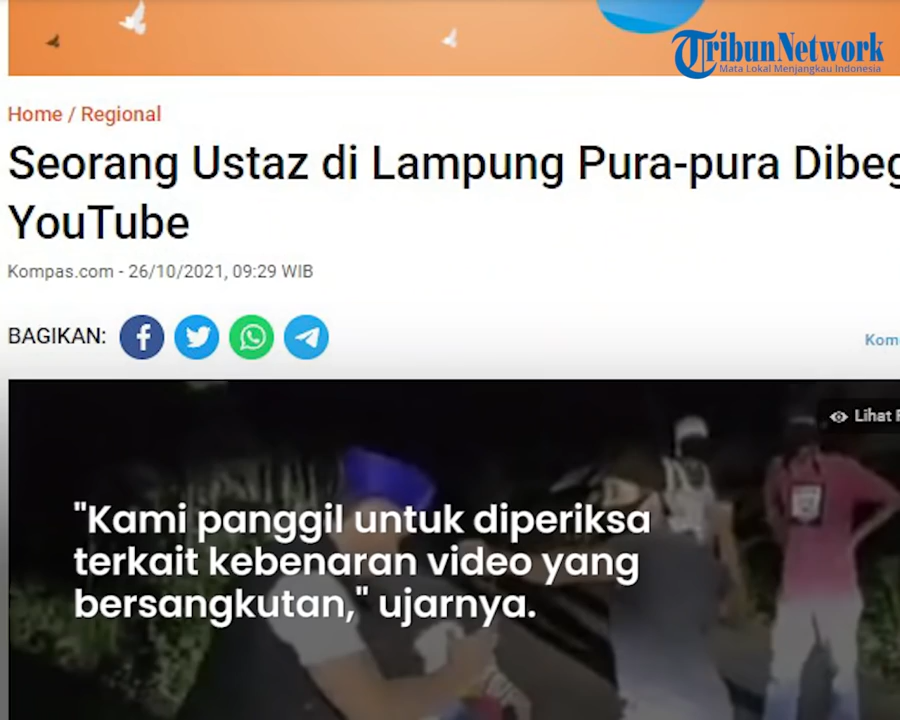 TribunNetwork
Mata Lokal Menjangkau Indonesia
Home / Regional
Seorang Ustaz di Lampung Pura-pura Dibeg
YouTube
Kompas.com - 26/10/2021, 09:29 WIB
BAGIKAN:
Kom
Lihat F
"Kami panggil untuk diperiksa
terkait kebenaran video yang
bersangkutan," ujarnya.